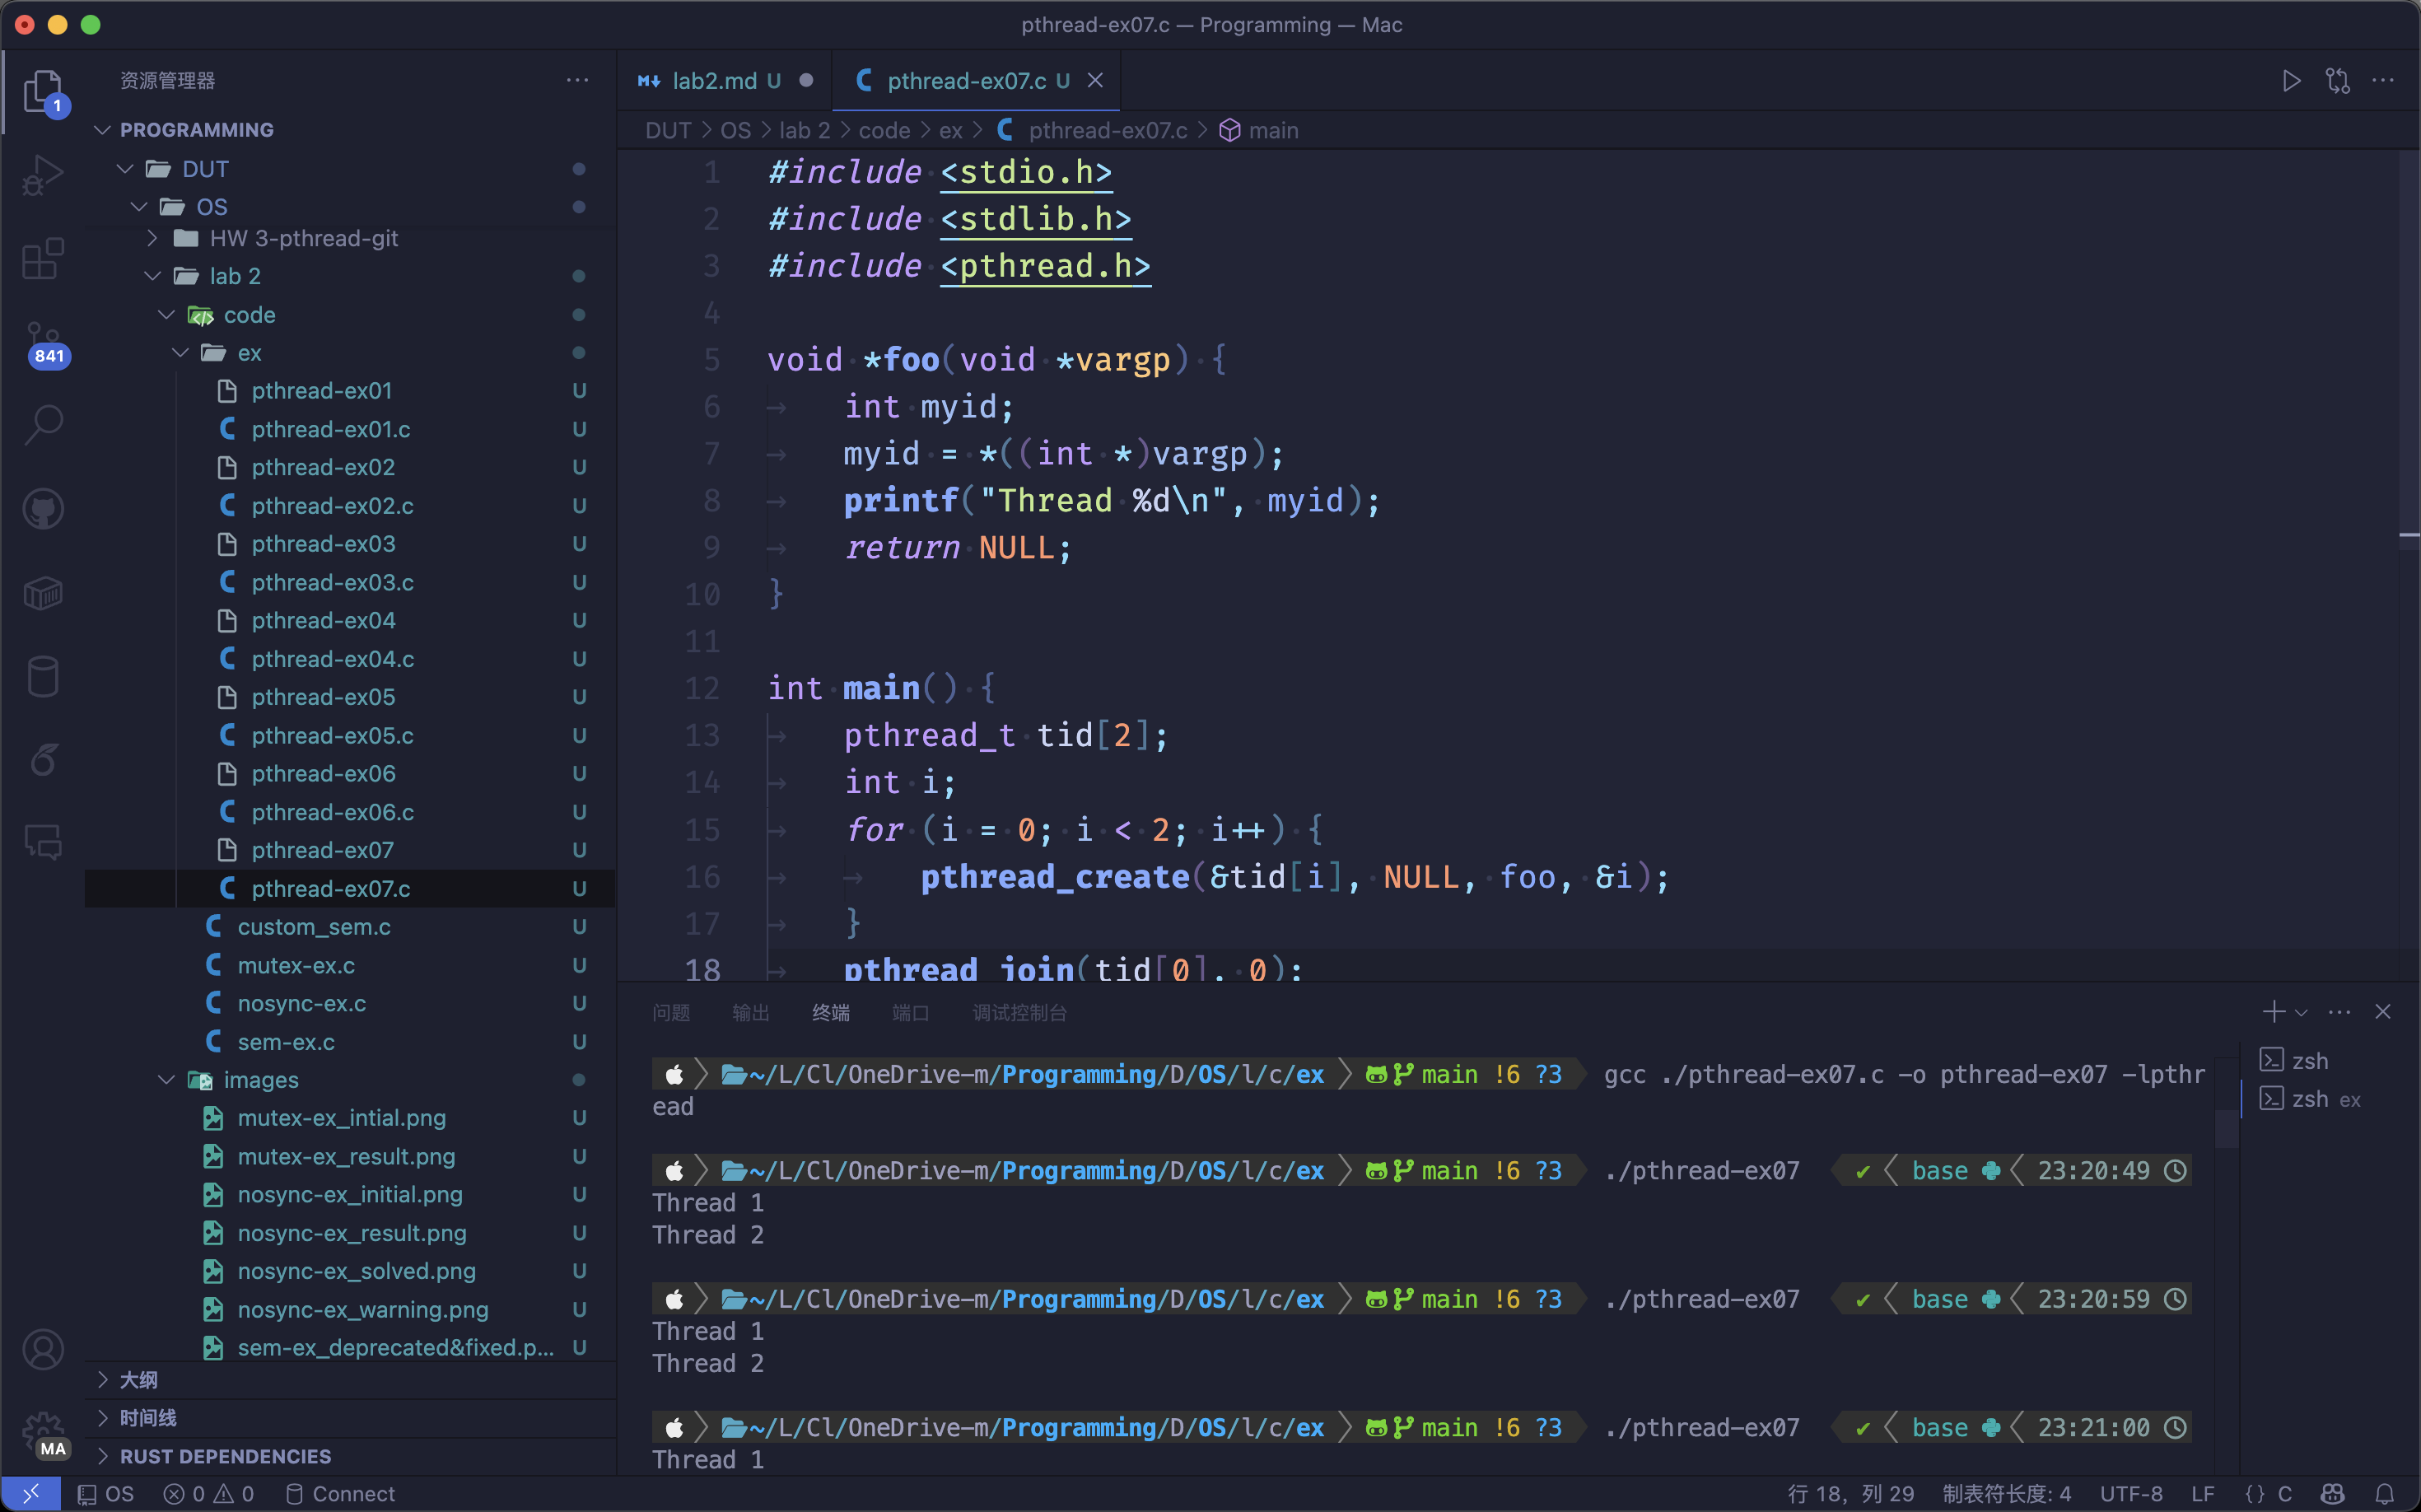 pthread-ex07.c — Programming — Mac
资源管理器
PROGRAMMING
DUT
OS
HW 3-pthread-git
lab 2
code
ex
pthread-ex01 U
pthread-ex01.c U
pthread-ex02 U
pthread-ex02.c U
pthread-ex03 U
pthread-ex03.c U
pthread-ex04 U
pthread-ex04.c U
pthread-ex05 U
pthread-ex05.c U
pthread-ex06 U
pthread-ex06.c U
pthread-ex07 U
pthread-ex07.c U
custom_sem.c U
mutex-ex.c U
nosync-ex.c U
sem-ex.c U
images
mutex-ex_intial.png U
mutex-ex_result.png U
nosync-ex_initial.png U
nosync-ex_result.png U
nosync-ex_solved.png U
nosync-ex_warning.png U
sem-ex_deprecated&fixed.p... U
大纲
时间线
RUST DEPENDENCIES
1
841
MA
lab2.md U
pthread-ex07.c U
DUT > OS > lab 2 > code > ex > pthread-ex07.c > main
1 #include <stdio.h>
2 #include <stdlib.h>
3 #include <pthread.h>
4
5 void *foo(void *vargp) {
6 int myid;
7 myid = *((int *)vargp);
8 printf("Thread %d\n", myid);
9 return NULL;
10 }
11
12 int main() {
13 pthread_t tid[2];
14 int i;
15 for (i = 0; i < 2; i++) {
16 pthread_create(&tid[i], NULL, foo, &i);
17 }
18 pthread_join(tid[0], 0);
问题 输出 终端 端口 调试控制台
~/L/Cl/OneDrive-m/Programming/D/OS/l/c/ex main !6 ?3 gcc ./pthread-ex07.c -o pthread-ex07 -lpthr
ead
~/L/Cl/OneDrive-m/Programming/D/OS/l/c/ex main !6 ?3 ./pthread-ex07 ✔ base 23:20:49
Thread 1
Thread 2
~/L/Cl/OneDrive-m/Programming/D/OS/l/c/ex main !6 ?3 ./pthread-ex07 ✔ base 23:20:59
Thread 1
Thread 2
~/L/Cl/OneDrive-m/Programming/D/OS/l/c/ex main !6 ?3 ./pthread-ex07 ✔ base 23:21:00
Thread 1
zsh
zsh ex
OS 0 0 Connect
行 18，列 29 制表符长度: 4 UTF-8 LF {} C